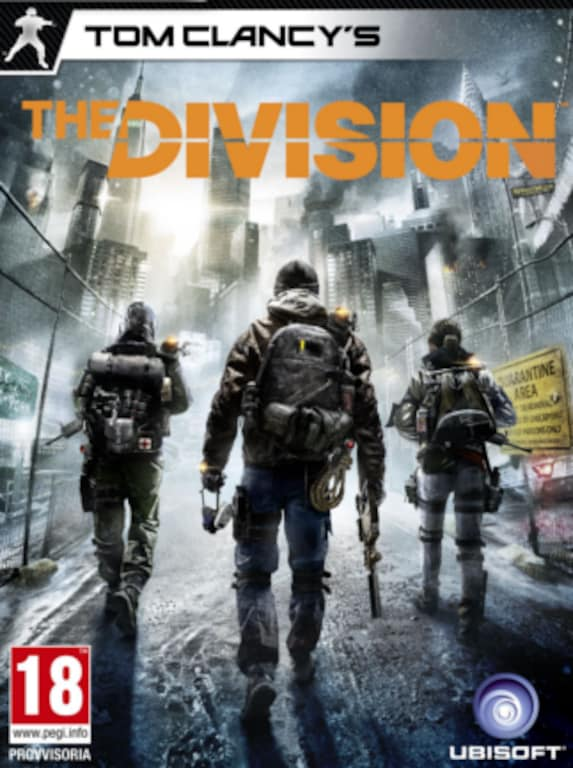 TOM CLANCY'S
THE DIVISION
QUARANTINE
AREA
18
www.pegi.info
PROVVISORIA
UBISOFT